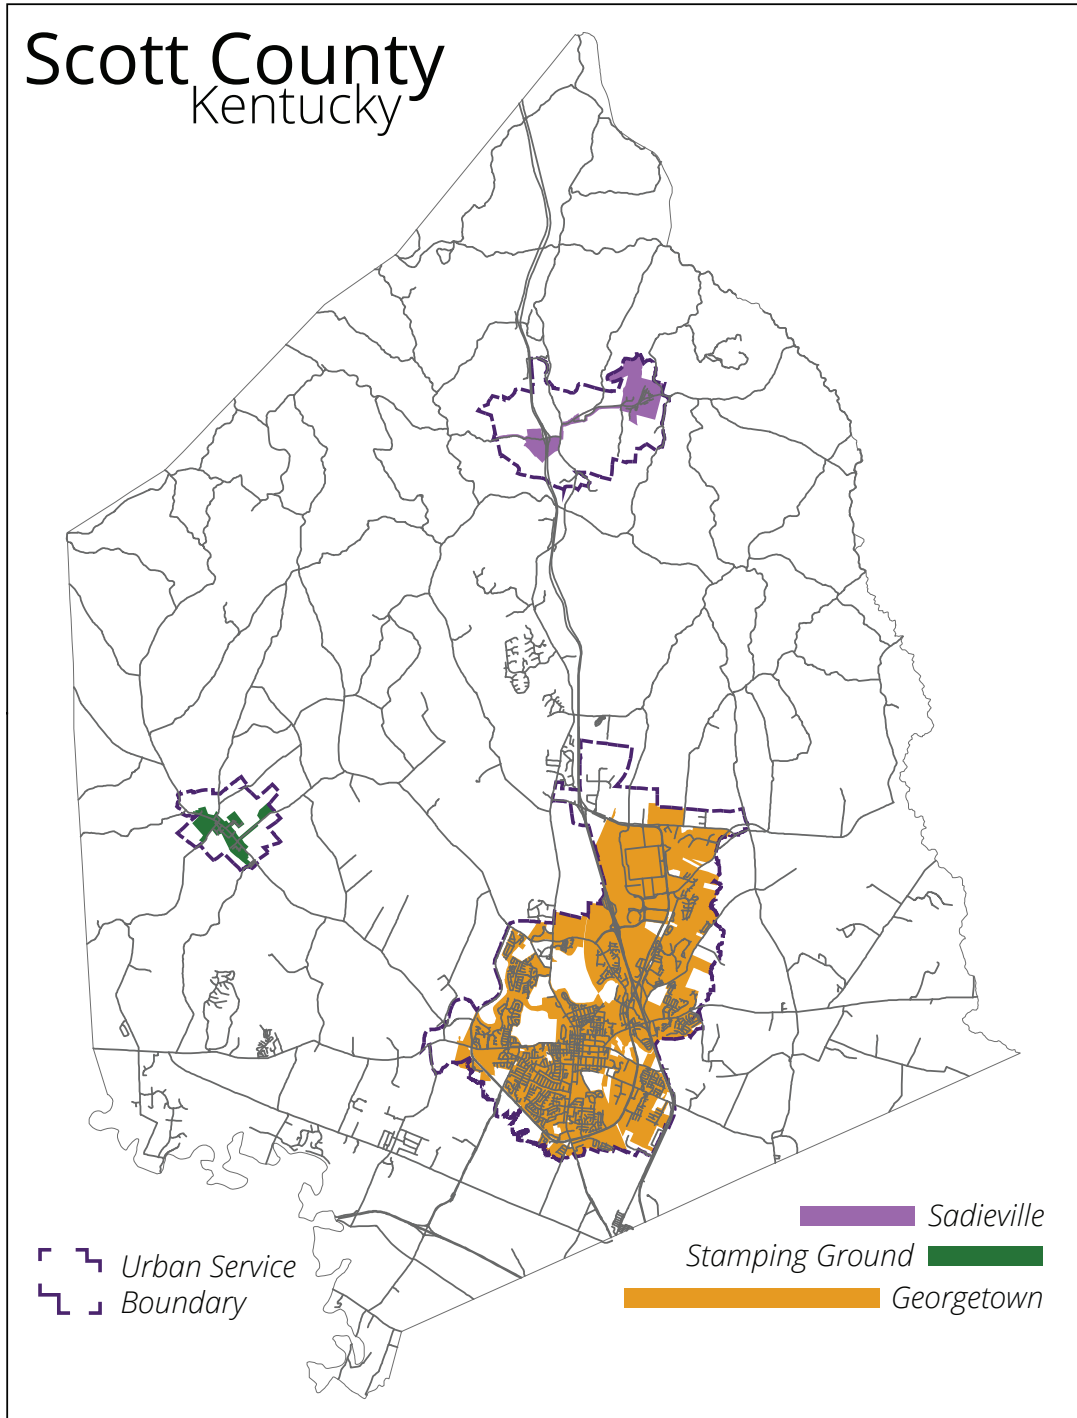 Scott County
Kentucky
Sadieville
Stamping Ground
Georgetown
Urban Service
Boundary